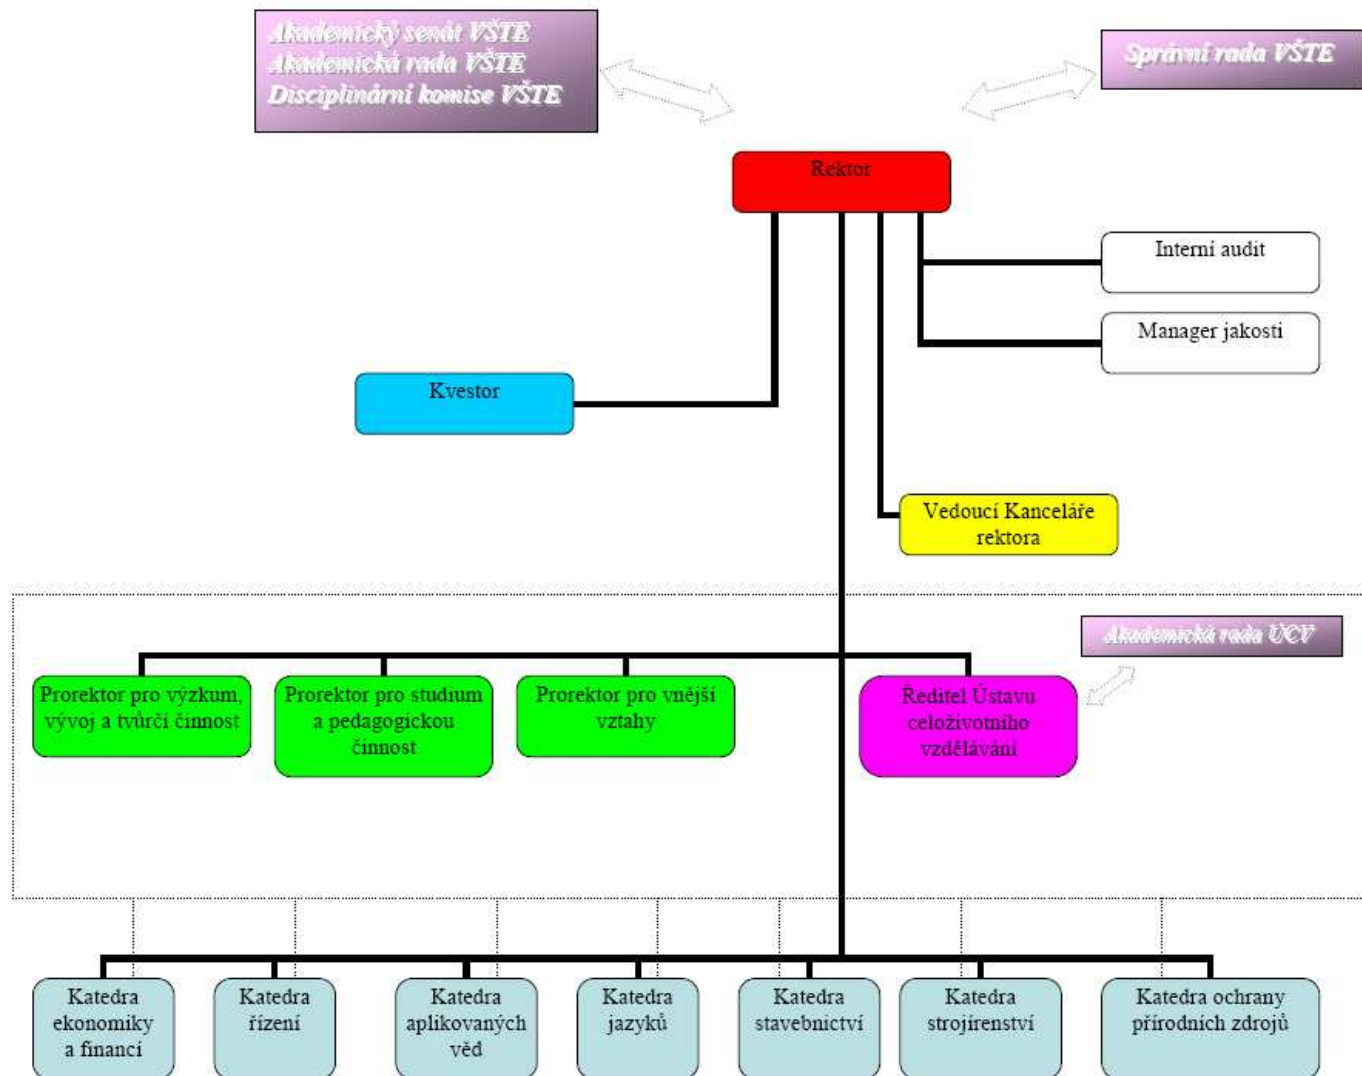 Akademický senát VŠTE
Akademická rada VŠTE
Disciplinární komise VŠTE
Správní rada VŠTE
Rektor
Interní audit
Manager jakosti
Kvestor
Vedoucí Kanceláře
rektora
Akademická rada ÚCV
Prorektor pro výzkum,
vývoj a tvůrčí činnost
Prorektor pro studium
a pedagogickou
činnost
Prorektor pro vnější
vztahy
Ředitel Ústavu
celoživotního
vzdělávání
Katedra
ekonomiky
a financí
Katedra
řízení
Katedra
aplikovaných
věd
Katedra
jazyků
Katedra
stavebnictví
Katedra
strojírenství
Katedra ochrany
přírodních zdrojů